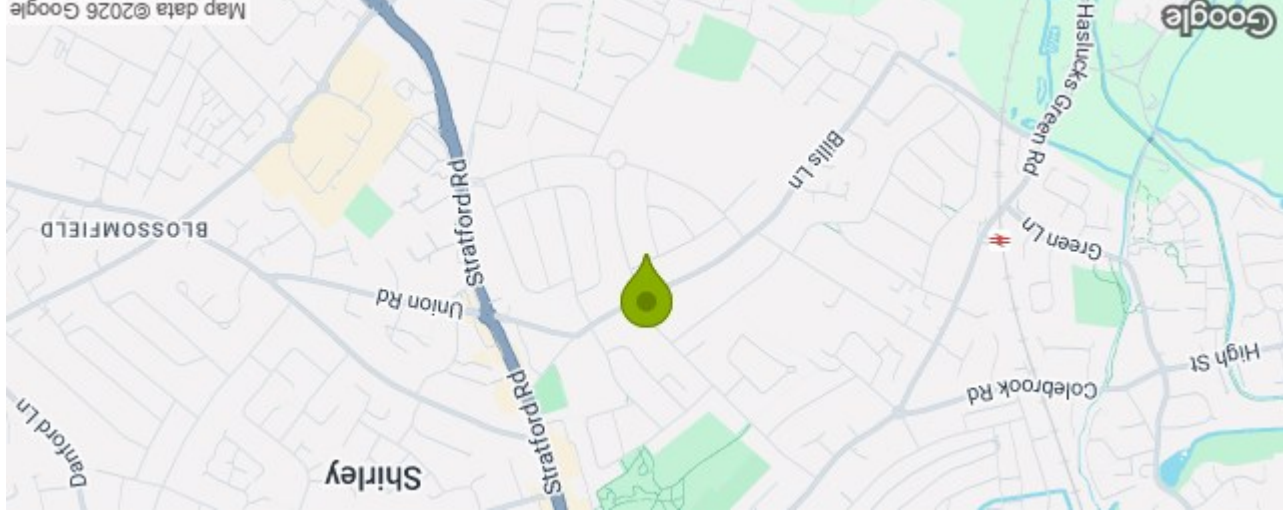 Shirley
Danford Ln
Stratford Rd
High St
Colebrook Rd
Union Rd
Green Ln
Stratford Rd
BLOSSOMFIELD
Bills Ln
Haslucks Green Rd
Google
Map data ©2026 Google